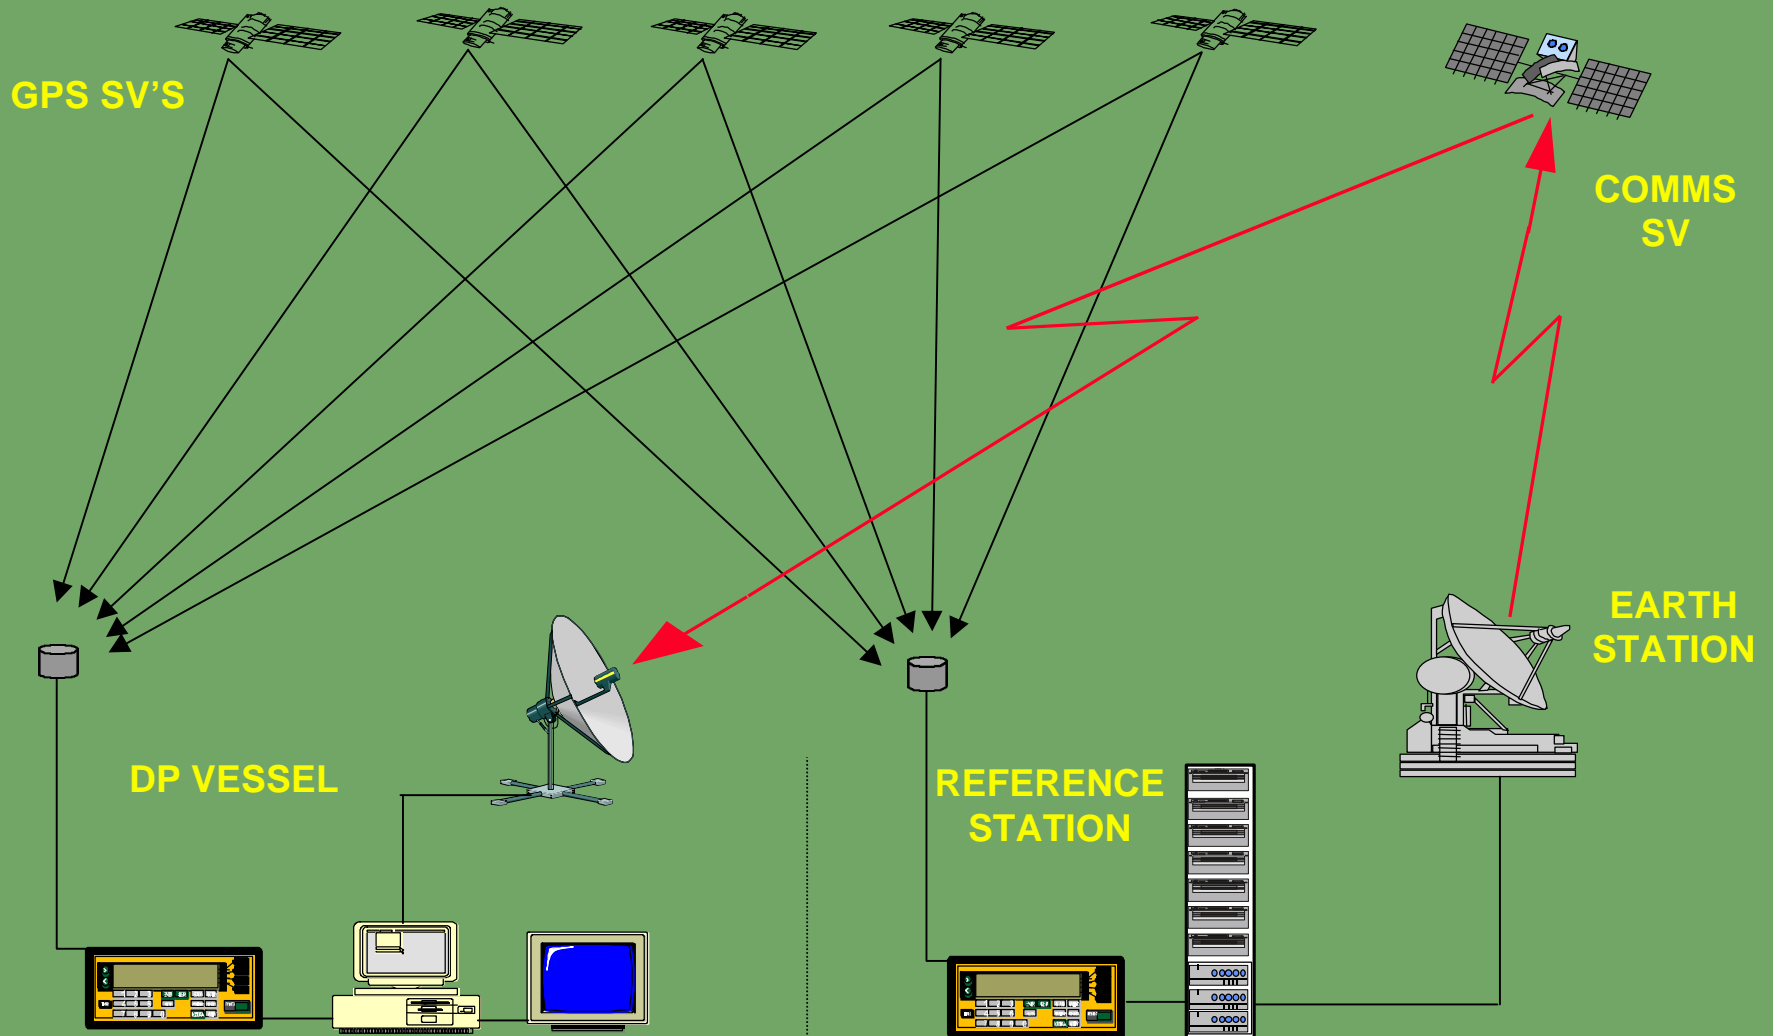 GPS SV'S
COMMS
SV
EARTH
STATION
DP VESSEL
REFERENCE
STATION